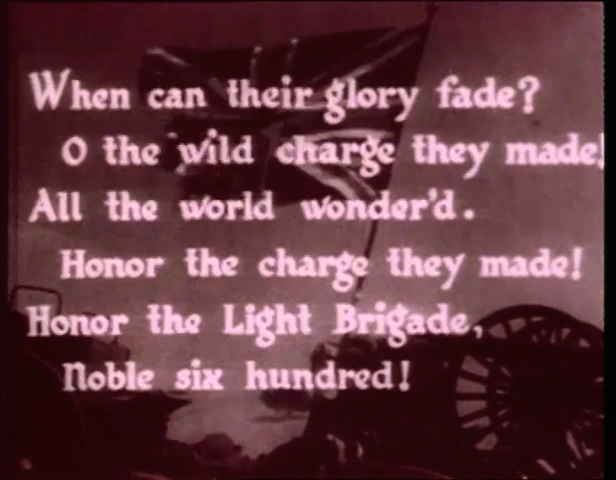 When can their glory fade?
O the wild charge they made!
All the world wonder'd.
Honor the charge they made!
Honor the Light Brigade,
Noble six hundred!